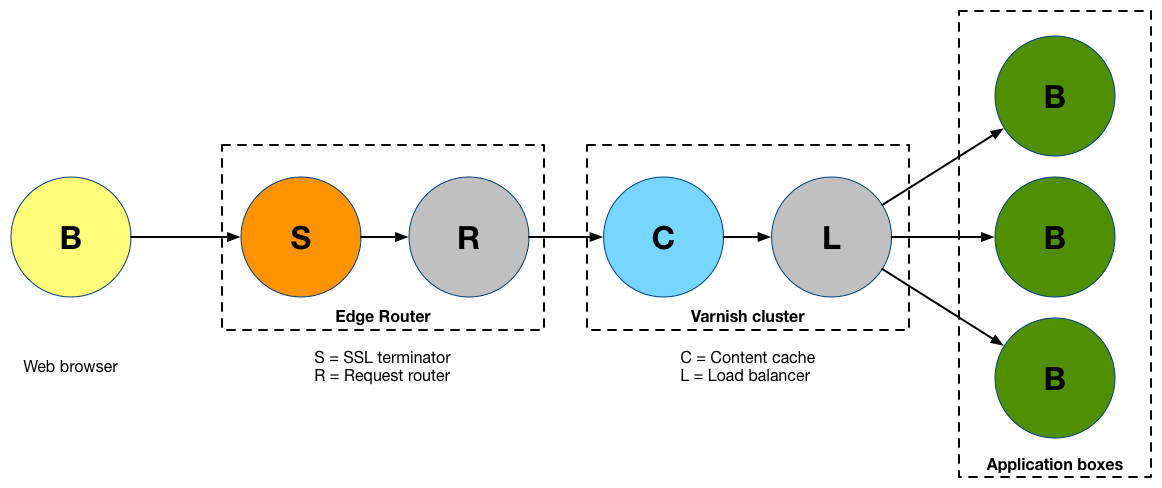 B
S
R
C
L
B
B
B
Edge Router
Varnish cluster
Web browser
S = SSL terminator
R = Request router
C = Content cache
L = Load balancer
Application boxes